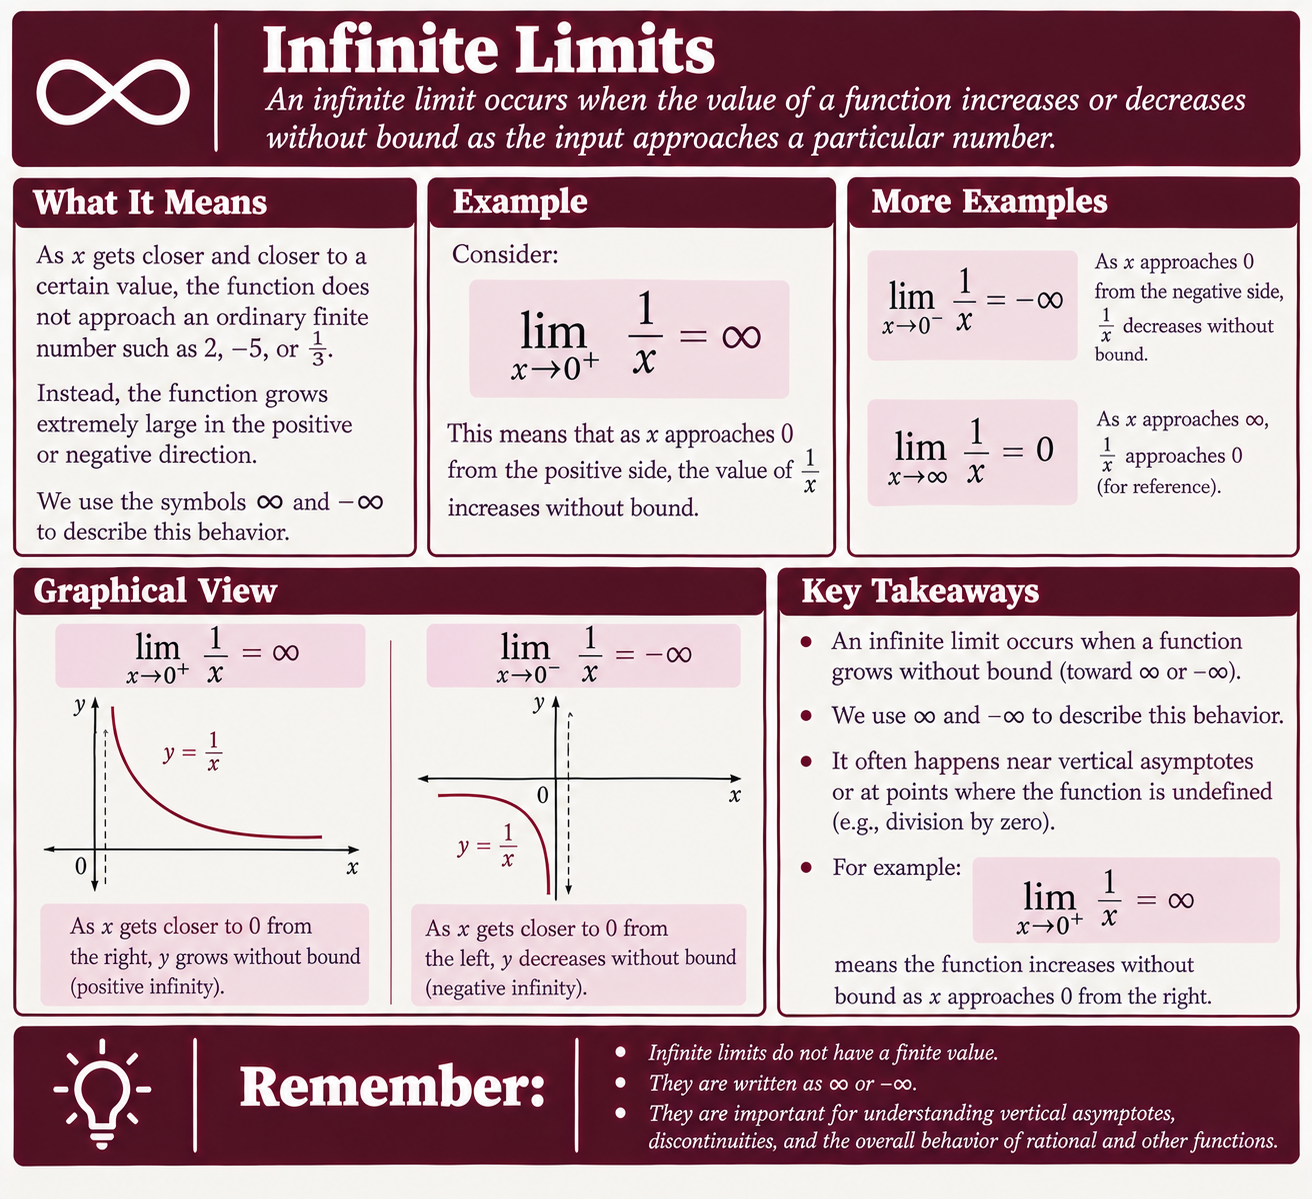 ∞
Infinite Limits
An infinite limit occurs when the value of a function increases or decreases
without bound as the input approaches a particular number.
What It Means
As x gets closer and closer to a
certain value, the function does
not approach an ordinary finite
number such as 2, −5, or 1/3.
Instead, the function grows
extremely large in the positive
or negative direction.
We use the symbols ∞ and −∞
to describe this behavior.
Example
Consider:
lim x→0⁺ 1/x = ∞
This means that as x approaches 0
from the positive side, the value of 1/x
increases without bound.
More Examples
lim x→0⁻ 1/x = −∞
As x approaches 0
from the negative side,
1/x decreases without
bound.
lim x→∞ 1/x = 0
As x approaches ∞,
1/x approaches 0
(for reference).
Graphical View
lim x→0⁺ 1/x = ∞
y
y = 1/x
0
x
As x gets closer to 0 from
the right, y grows without bound
(positive infinity).
lim x→0⁻ 1/x = −∞
y
0
x
y = 1/x
As x gets closer to 0 from
the left, y decreases without bound
(negative infinity).
Key Takeaways
• An infinite limit occurs when a function
grows without bound (toward ∞ or −∞).
• We use ∞ and −∞ to describe this behavior.
• It often happens near vertical asymptotes
or at points where the function is undefined
(e.g., division by zero).
• For example: lim x→0⁺ 1/x = ∞
means the function increases without
bound as x approaches 0 from the right.
Remember:
• Infinite limits do not have a finite value.
• They are written as ∞ or −∞.
• They are important for understanding vertical asymptotes,
discontinuities, and the overall behavior of rational and other functions.